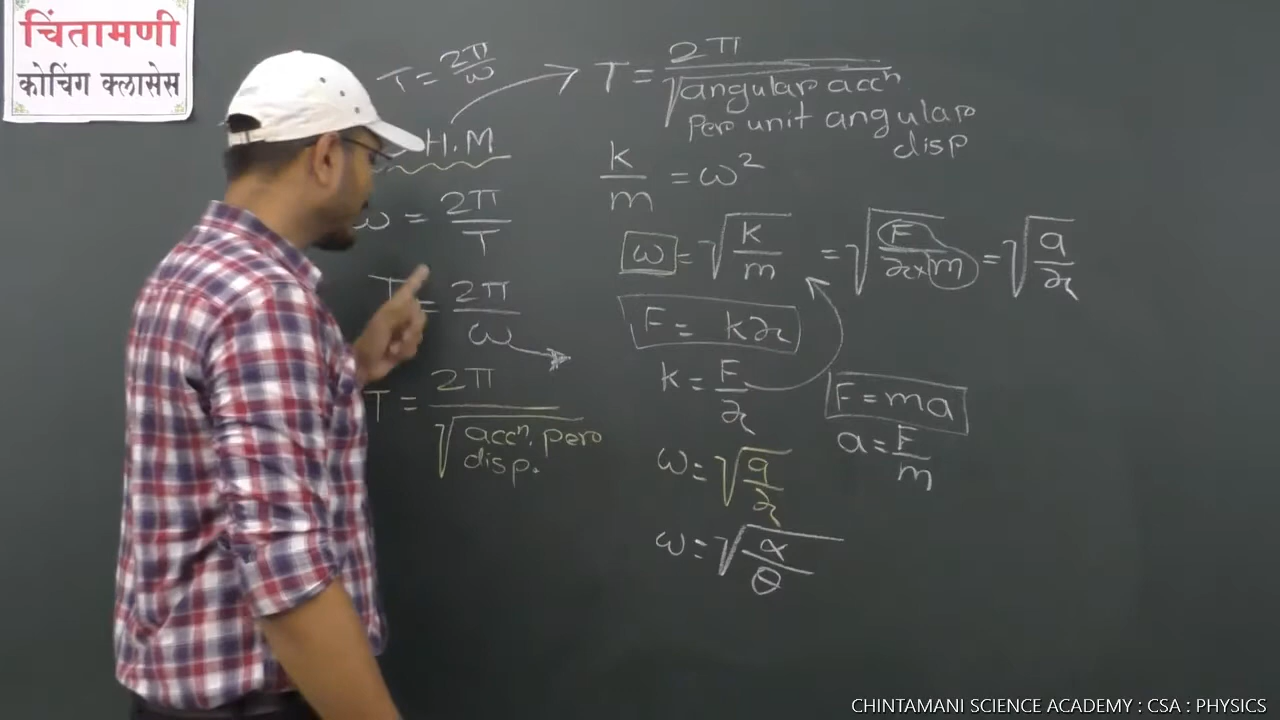 चिंतामणी
कोचिंग क्लासेस
T = 2π/ω
H.M
ω = 2π/T
T = 2π/ω
T = 2π/√(accⁿ. per disp.)
T = 2π/√(angular accⁿ per unit angular disp)
k/m = ω²
ω = √(k/m) = √(F/(x×m)) = √(a/x)
F = kx
k = F/x
ω = √(a/x)
ω = √(α/θ)
F = ma
a = F/m
CHINTAMANI SCIENCE ACADEMY : CSA : PHYSICS